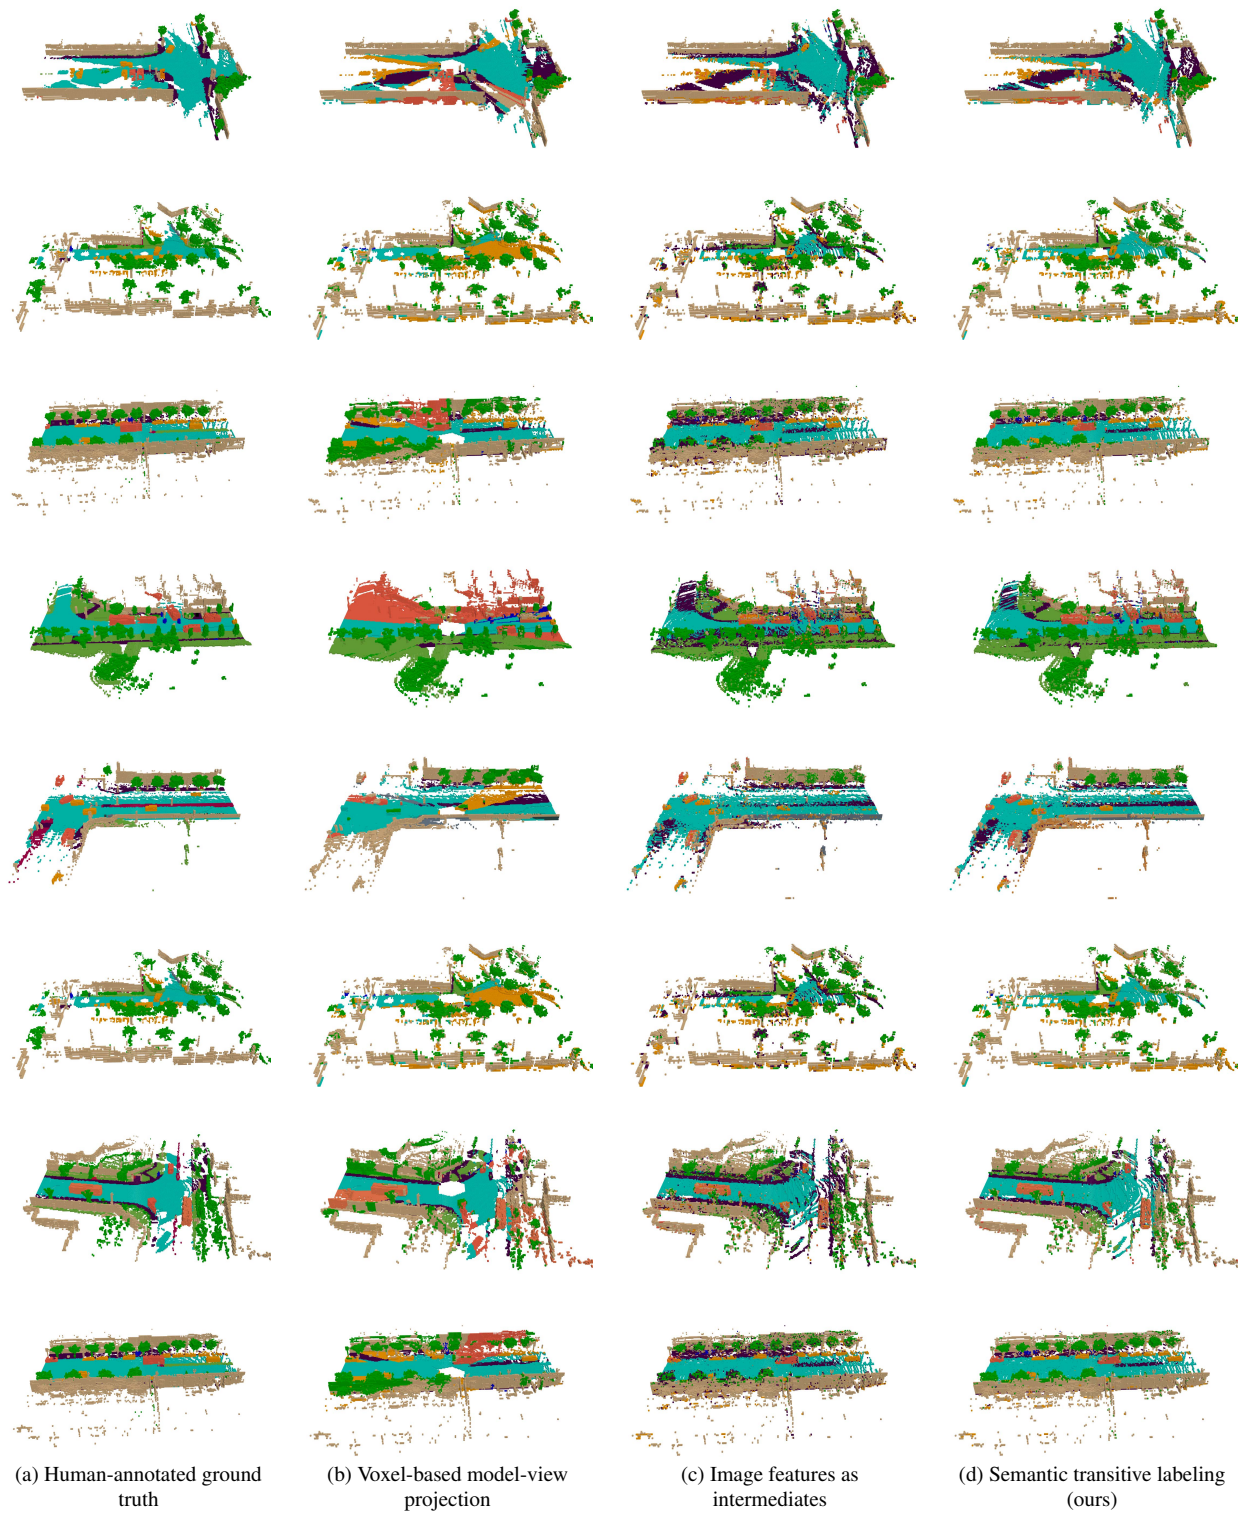 (a) Human-annotated ground
truth
(b) Voxel-based model-view
projection
(c) Image features as
intermediates
(d) Semantic transitive labeling
(ours)